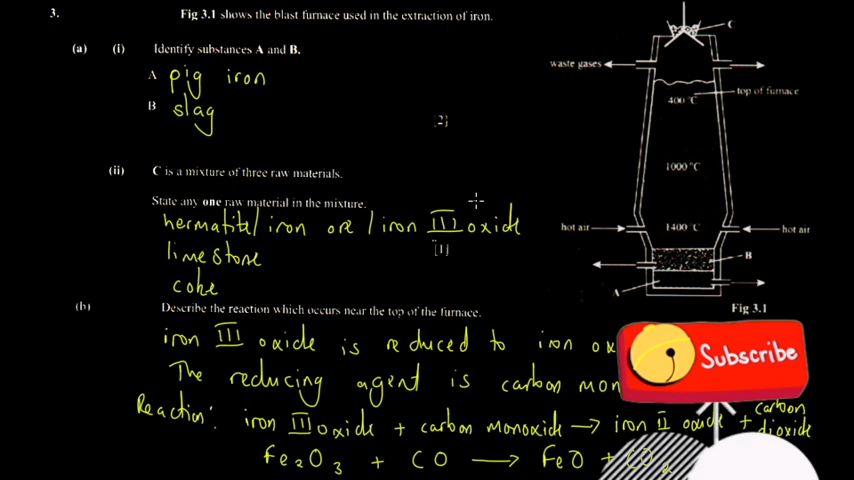 3. Fig 3.1 shows the blast furnace used in the extraction of iron.
(a) (i) Identify substances A and B.
A pig iron
B slag
[2]
(ii) C is a mixture of three raw materials.
State any one raw material in the mixture.
hermatite/ iron ore / iron III oxide
[1]
limestone
coke
(b) Describe the reaction which occurs near the top of the furnace.
iron III oxide is reduced to iron ox
The reducing agent is carbon mon
Reaction: iron III oxide + carbon monoxide → iron II oxide + carbon dioxide
Fe₂O₃ + CO → FeO + CO₂
C
waste gases
top of furnace
400 °C
1000 °C
1400 °C
hot air
hot air
B
A
Fig 3.1
Subscribe